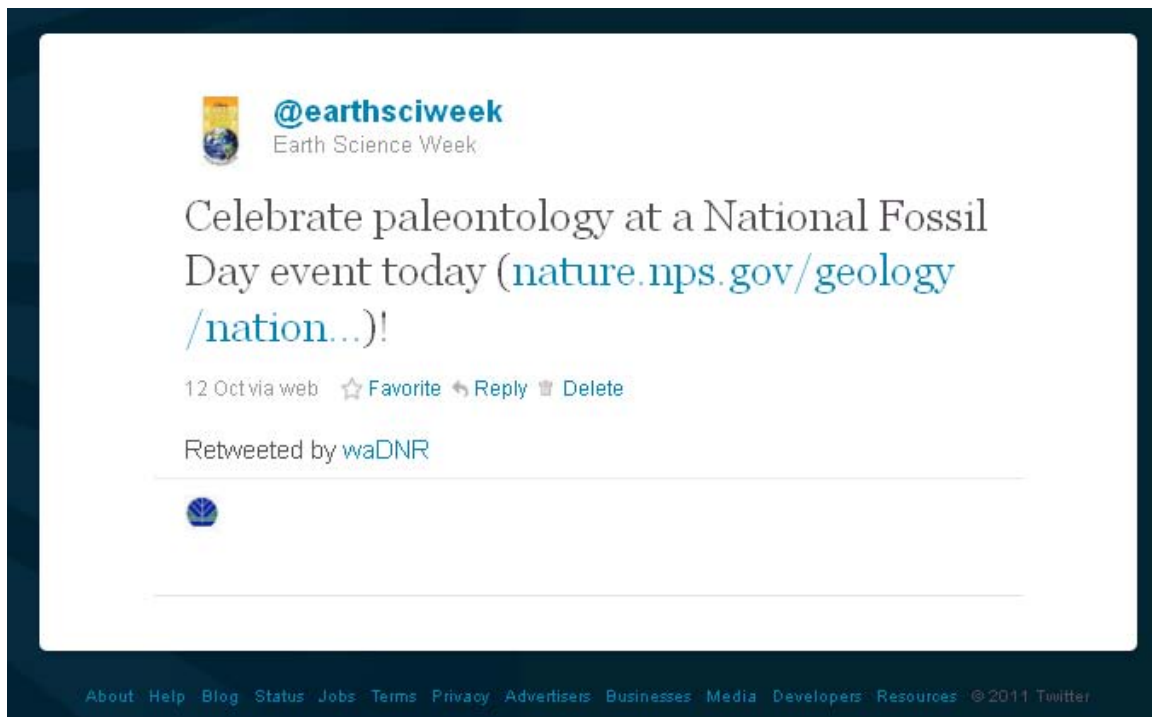 @earthsciweek
Earth Science Week
Celebrate paleontology at a National Fossil
Day event today (nature.nps.gov/geology
/nation...)!
12 Oct via web Favorite Reply Delete
Retweeted by waDNR
About Help Blog Status Jobs Terms Privacy Advertisers Businesses Media Developers Resources © 2011 Twitter